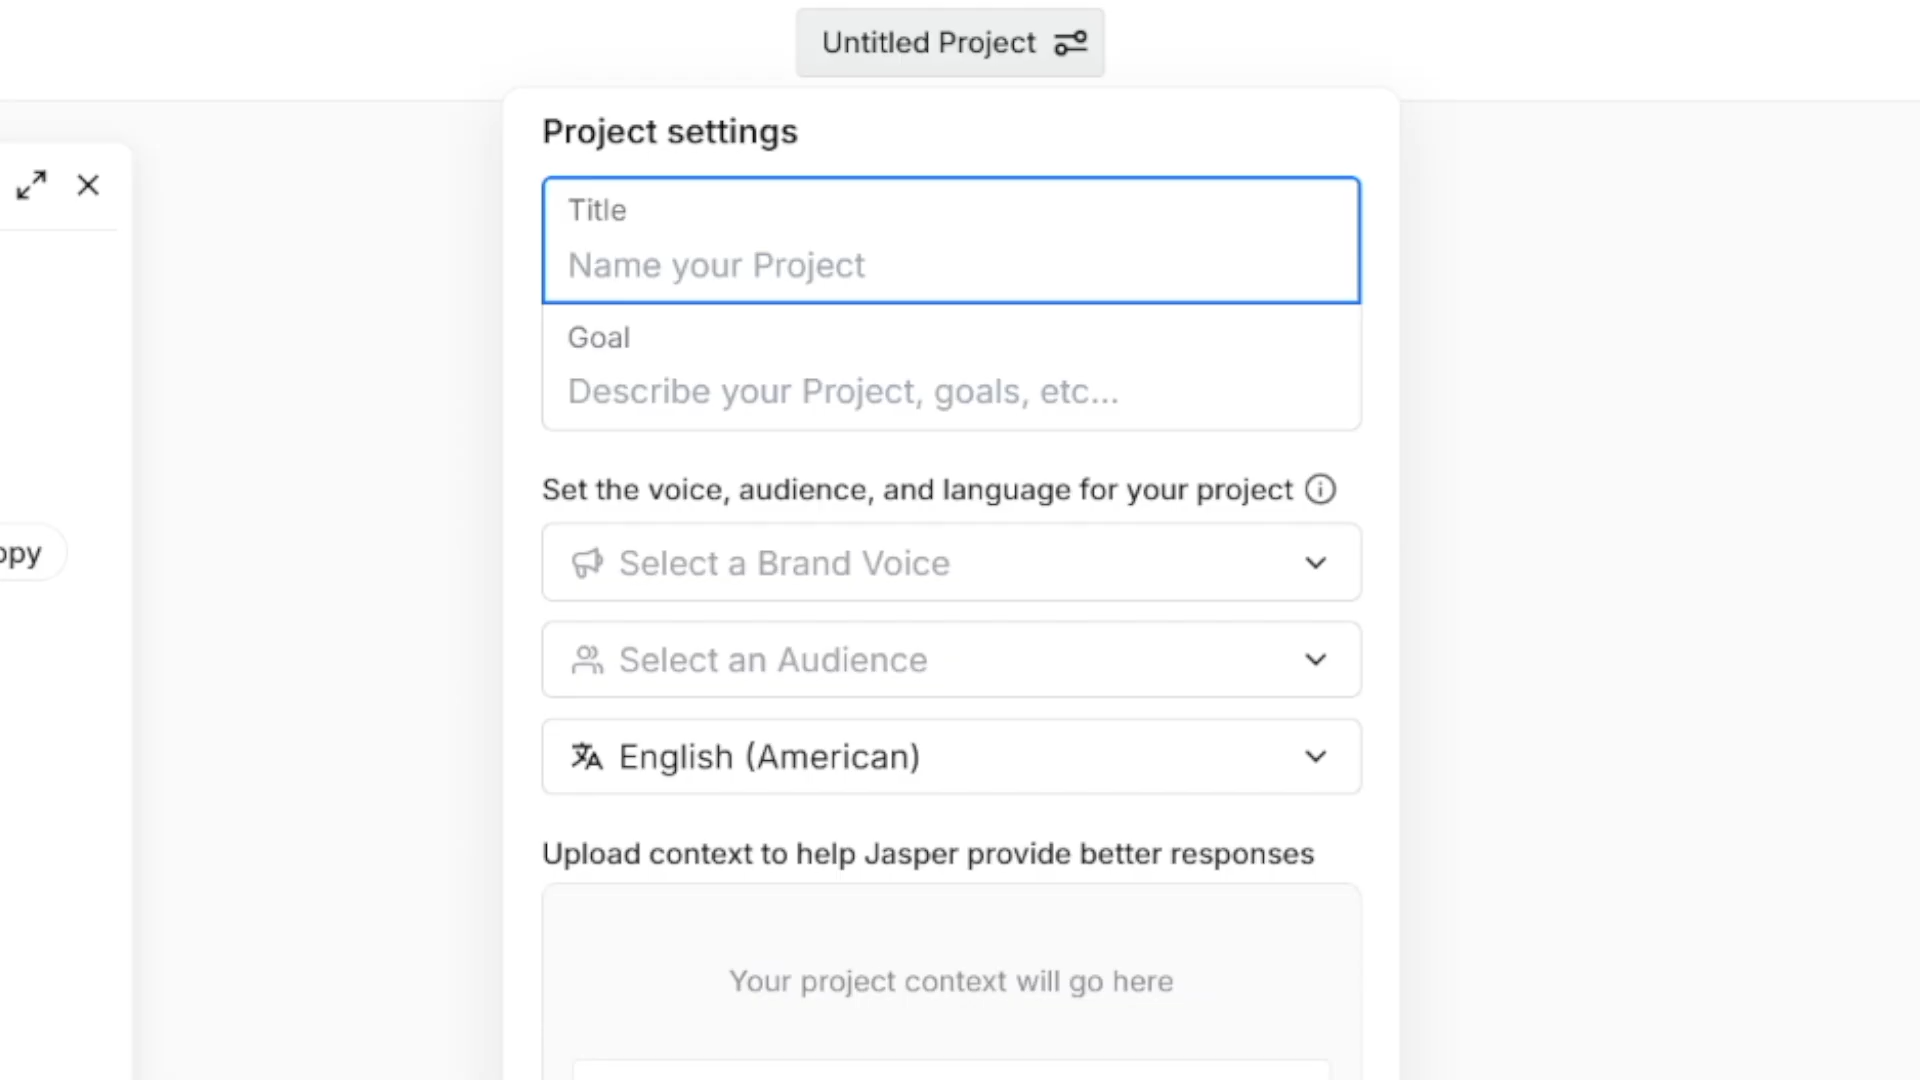 Untitled Project
Project settings
Title
Name your Project
Goal
Describe your Project, goals, etc...
Set the voice, audience, and language for your project
opy
Select a Brand Voice
Select an Audience
English (American)
Upload context to help Jasper provide better responses
Your project context will go here